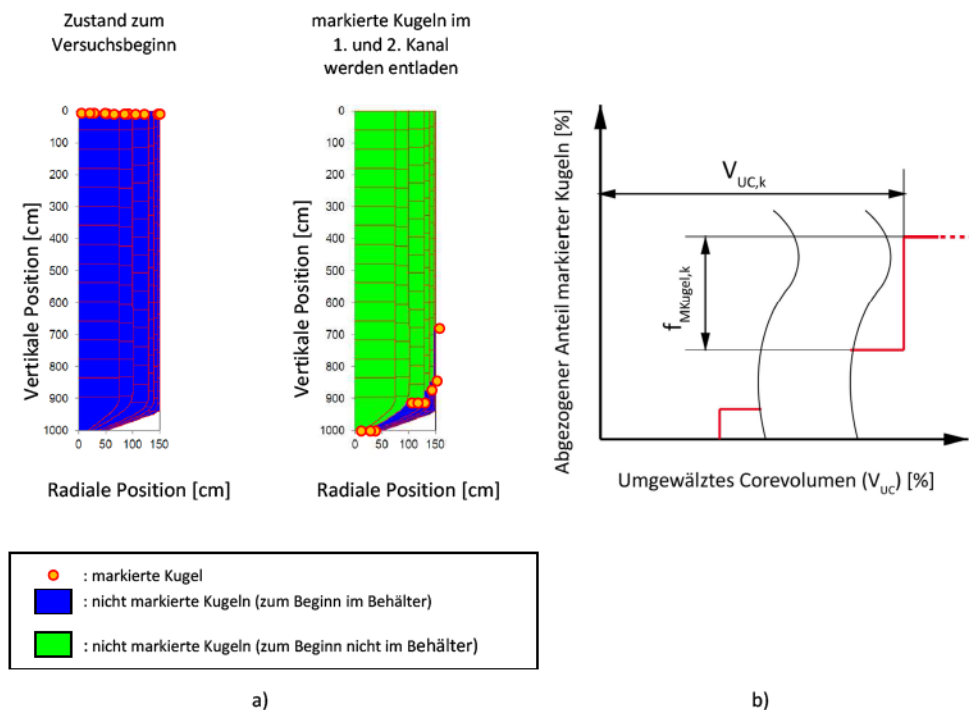 Zustand zum
Versuchsbeginn
markierte Kugeln im
1. und 2. Kanal
werden entladen
0
100
200
300
400
500
600
700
800
900
1000
0
50
100
150
Vertikale Position [cm]
Radiale Position [cm]
0
100
200
300
400
500
600
700
800
900
1000
0
50
100
150
Vertikale Position [cm]
Radiale Position [cm]
Abgezogener Anteil markierter Kugeln [%]
V_UC,k
f_MKugel,k
Umgewälztes Corevolumen (V_UC) [%]
: markierte Kugel
: nicht markierte Kugeln (zum Beginn im Behälter)
: nicht markierte Kugeln (zum Beginn nicht im Behälter)
a)
b)